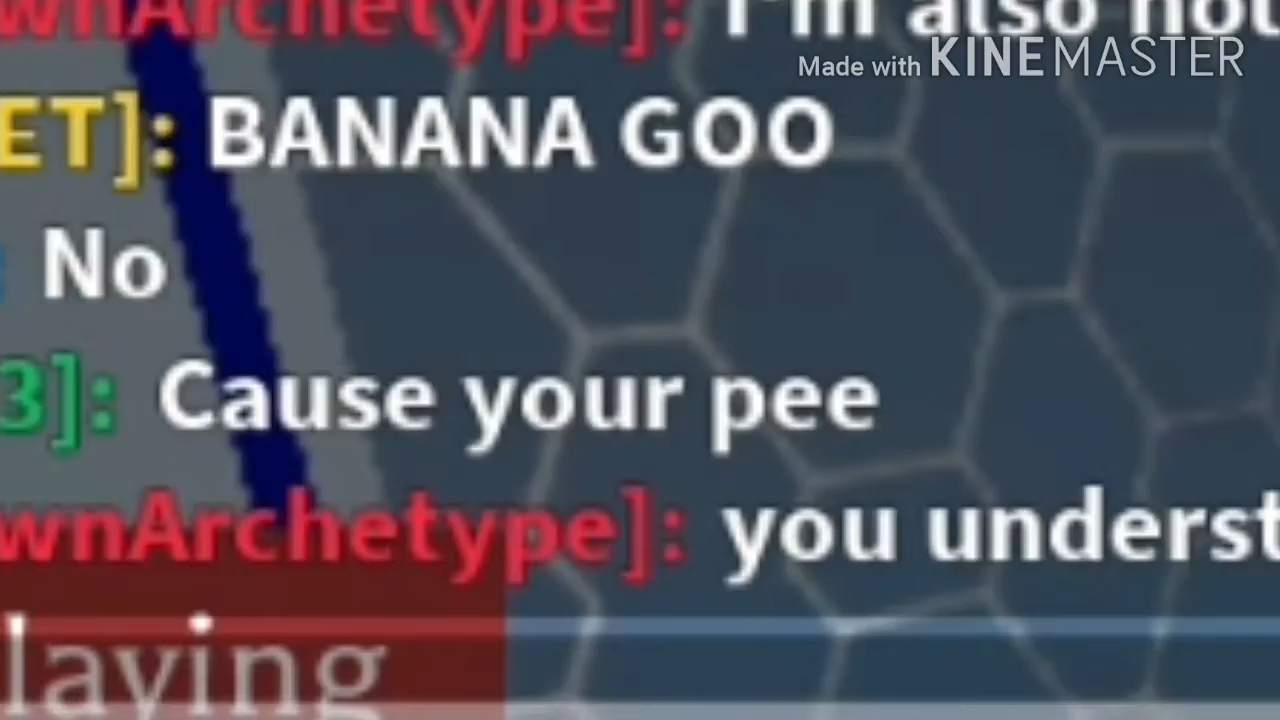 wnArchetype]: I'm also not
Made with KINEMASTER
ET]: BANANA GOO
No
3]: Cause your pee
wnArchetype]: you underst
laying